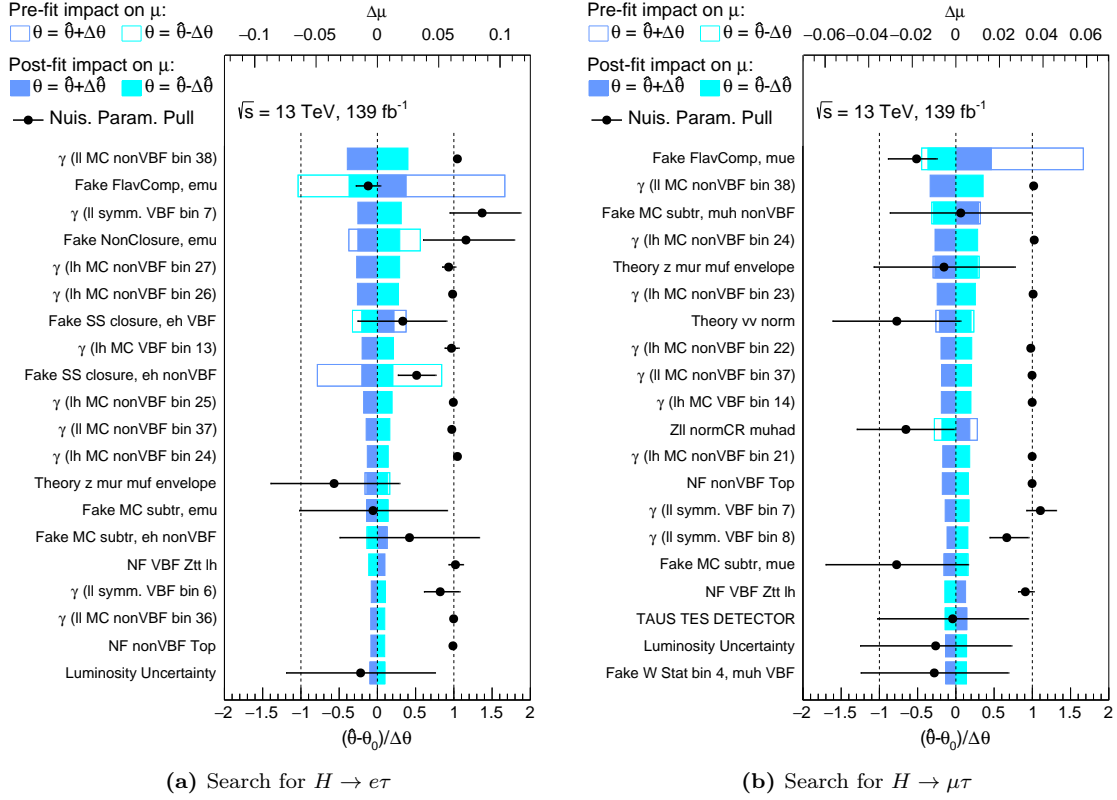 Pre-fit impact on μ:
θ = θ̂+Δθ θ = θ̂-Δθ
Post-fit impact on μ:
θ = θ̂+Δθ̂ θ = θ̂-Δθ̂
Nuis. Param. Pull
Δμ
−0.1 −0.05 0 0.05 0.1
√s = 13 TeV, 139 fb⁻¹
γ (ll MC nonVBF bin 38)
Fake FlavComp, emu
γ (ll symm. VBF bin 7)
Fake NonClosure, emu
γ (lh MC nonVBF bin 27)
γ (lh MC nonVBF bin 26)
Fake SS closure, eh VBF
γ (lh MC VBF bin 13)
Fake SS closure, eh nonVBF
γ (lh MC nonVBF bin 25)
γ (ll MC nonVBF bin 37)
γ (lh MC nonVBF bin 24)
Theory z mur muf envelope
Fake MC subtr, emu
Fake MC subtr, eh nonVBF
NF VBF Ztt lh
γ (ll symm. VBF bin 6)
γ (ll MC nonVBF bin 36)
NF nonVBF Top
Luminosity Uncertainty
−2 −1.5 −1 −0.5 0 0.5 1 1.5 2
(θ̂-θ₀)/Δθ
(a) Search for H → eτ
Pre-fit impact on μ:
θ = θ̂+Δθ θ = θ̂-Δθ
Post-fit impact on μ:
θ = θ̂+Δθ̂ θ = θ̂-Δθ̂
Nuis. Param. Pull
Δμ
−0.06 −0.04 −0.02 0 0.02 0.04 0.06
√s = 13 TeV, 139 fb⁻¹
Fake FlavComp, mue
γ (ll MC nonVBF bin 38)
Fake MC subtr, muh nonVBF
γ (lh MC nonVBF bin 24)
Theory z mur muf envelope
γ (lh MC nonVBF bin 23)
Theory vv norm
γ (lh MC nonVBF bin 22)
γ (ll MC nonVBF bin 37)
γ (lh MC VBF bin 14)
Zll normCR muhad
γ (lh MC nonVBF bin 21)
NF nonVBF Top
γ (ll symm. VBF bin 7)
γ (ll symm. VBF bin 8)
Fake MC subtr, mue
NF VBF Ztt lh
TAUS TES DETECTOR
Luminosity Uncertainty
Fake W Stat bin 4, muh VBF
−2 −1.5 −1 −0.5 0 0.5 1 1.5 2
(θ̂-θ₀)/Δθ
(b) Search for H → μτ